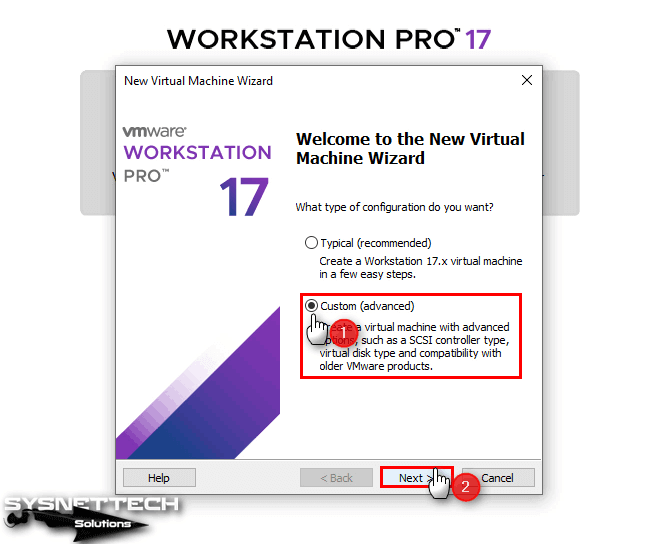 WORKSTATION PRO™ 17
New Virtual Machine Wizard
vmware®
WORKSTATION
PRO™
17
Welcome to the New Virtual
Machine Wizard
What type of configuration do you want?
Typical (recommended)
Create a Workstation 17.x virtual machine
in a few easy steps.
Custom (advanced)
1
a virtual machine with advanced
options, such as a SCSI controller type,
virtual disk type and compatibility with
older VMware products.
Help
< Back
Next >
Cancel
2
SYSNETTECH
Solutions